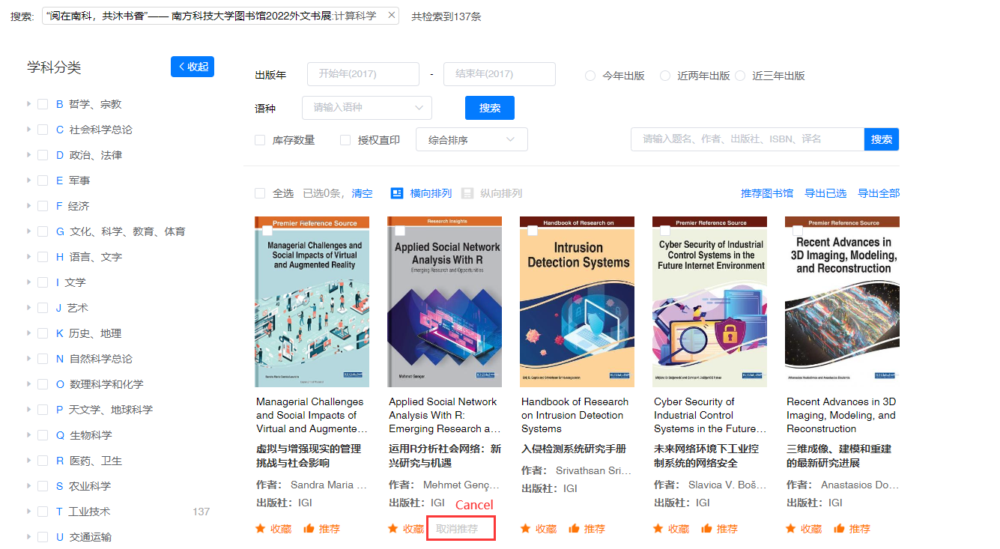 搜索: “阅在南科，共沐书香”—— 南方科技大学图书馆2022外文书展:计算科学 × 共检索到137条
学科分类
收起
B 哲学、宗教
C 社会科学总论
D 政治、法律
E 军事
F 经济
G 文化、科学、教育、体育
H 语言、文字
I 文学
J 艺术
K 历史、地理
N 自然科学总论
O 数理科学和化学
P 天文学、地球科学
Q 生物科学
R 医药、卫生
S 农业科学
T 工业技术 137
U 交通运输
出版年 开始年(2017) - 结束年(2017) 今年出版 近两年出版 近三年出版
语种 请输入语种 搜索
库存数量 授权直印 综合排序 请输入题名、作者、出版社、ISBN、译名 搜索
全选 已选0条，清空 横向排列 纵向排列 推荐图书馆 导出已选 导出全部
Premier Reference Source
Managerial Challenges and
Social Impacts of Virtual
and Augmented Reality
Managerial Challenges
and Social Impacts of
Virtual and Augmente…
虚拟与增强现实的管理
挑战与社会影响
作者： Sandra Maria …
出版社：IGI
收藏 推荐
Research Insights
Applied Social Network
Analysis With R
Emerging Research and Opportunities
Mehmet Gençer
Applied Social Network
Analysis With R:
Emerging Research a…
运用R分析社会网络：新
兴研究与机遇
作者： Mehmet Genç…
出版社：IGI
Cancel
收藏 取消推荐
Handbook of Research on
Intrusion
Detection Systems
Handbook of Research
on Intrusion Detection
Systems
入侵检测系统研究手册
作者： Srivathsan Sri…
出版社：IGI
收藏 推荐
Premier Reference Source
Cyber Security of Industrial
Control Systems in the
Future Internet Environment
Cyber Security of
Industrial Control
Systems in the Future…
未来网络环境下工业控
制系统的网络安全
作者： Slavica V. Boš…
出版社：IGI
收藏 推荐
Premier Reference Source
Recent Advances in
3D Imaging, Modeling,
and Reconstruction
Recent Advances in 3D
Imaging, Modeling, and
Reconstruction
三维成像、建模和重建
的最新研究进展
作者： Anastasios Do…
出版社：IGI
收藏 推荐